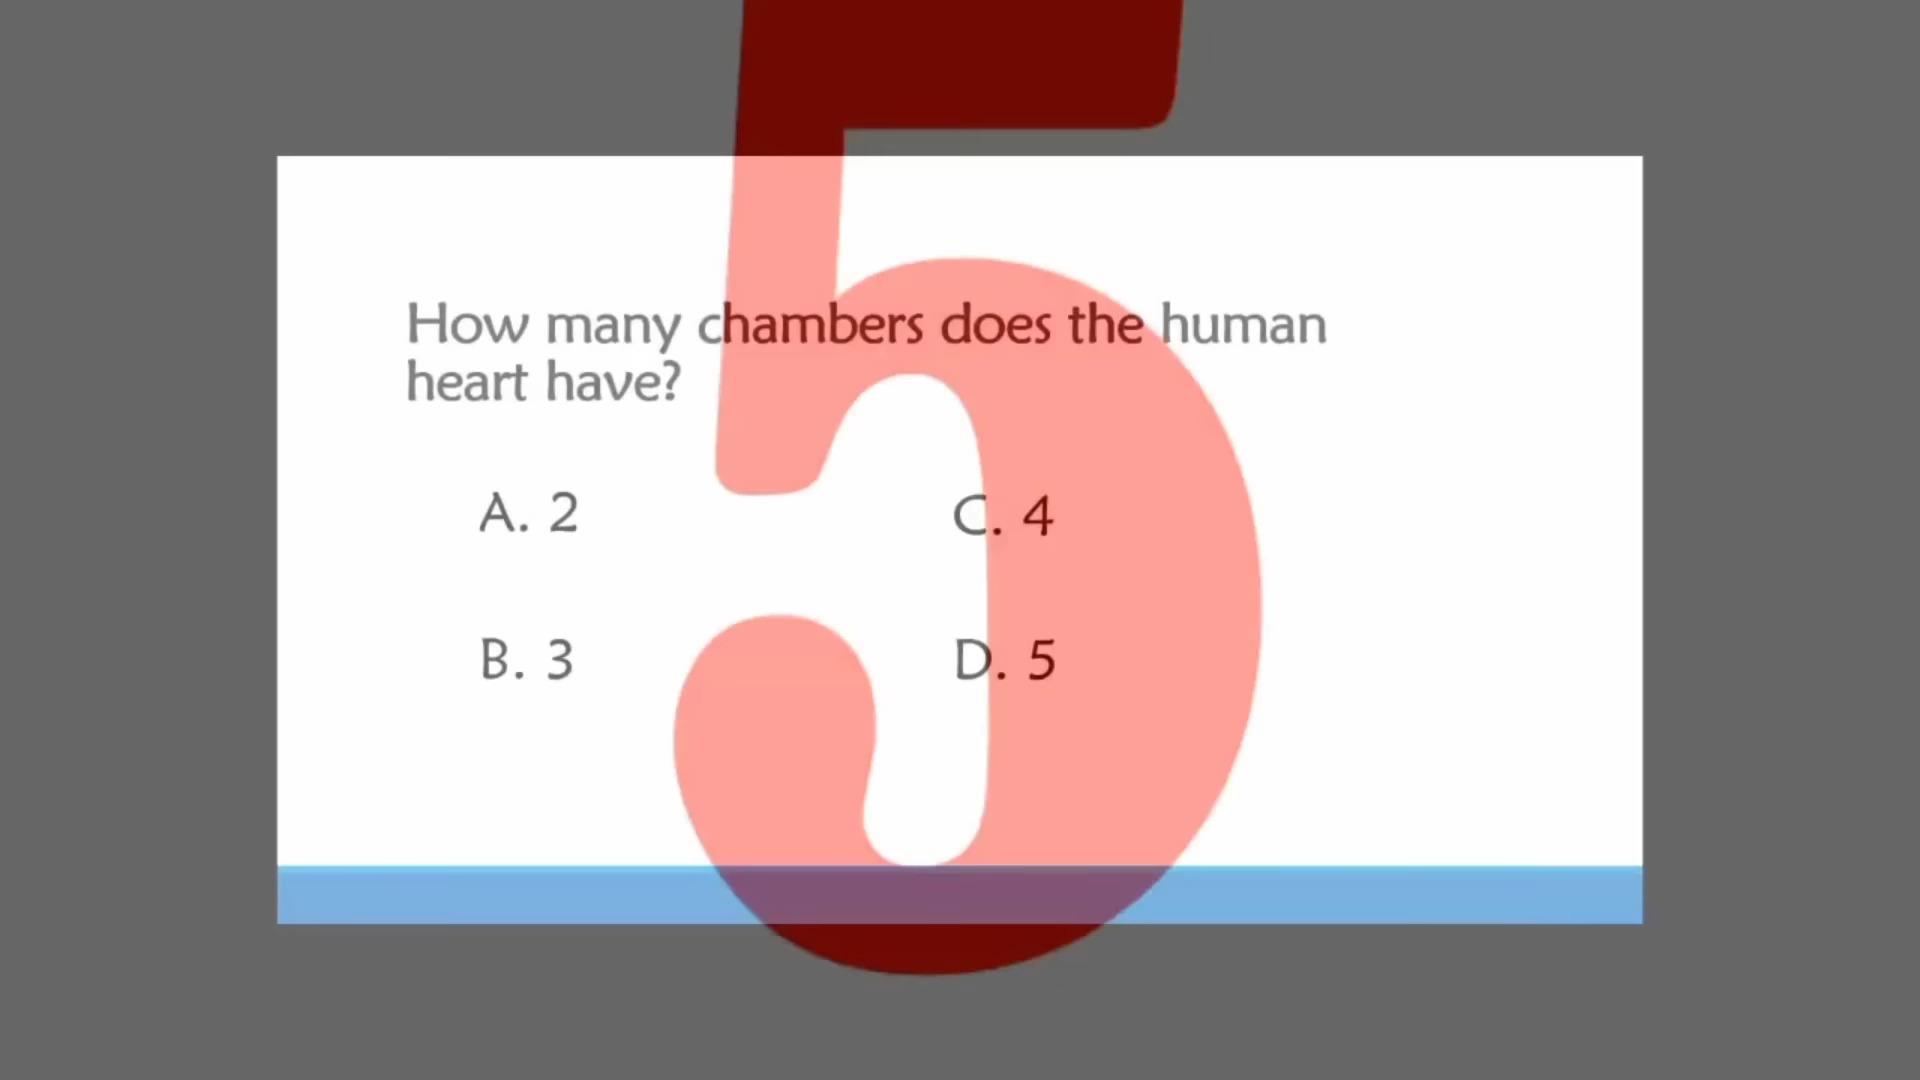 5
How many chambers does the human
heart have?
A. 2
C. 4
B. 3
D. 5